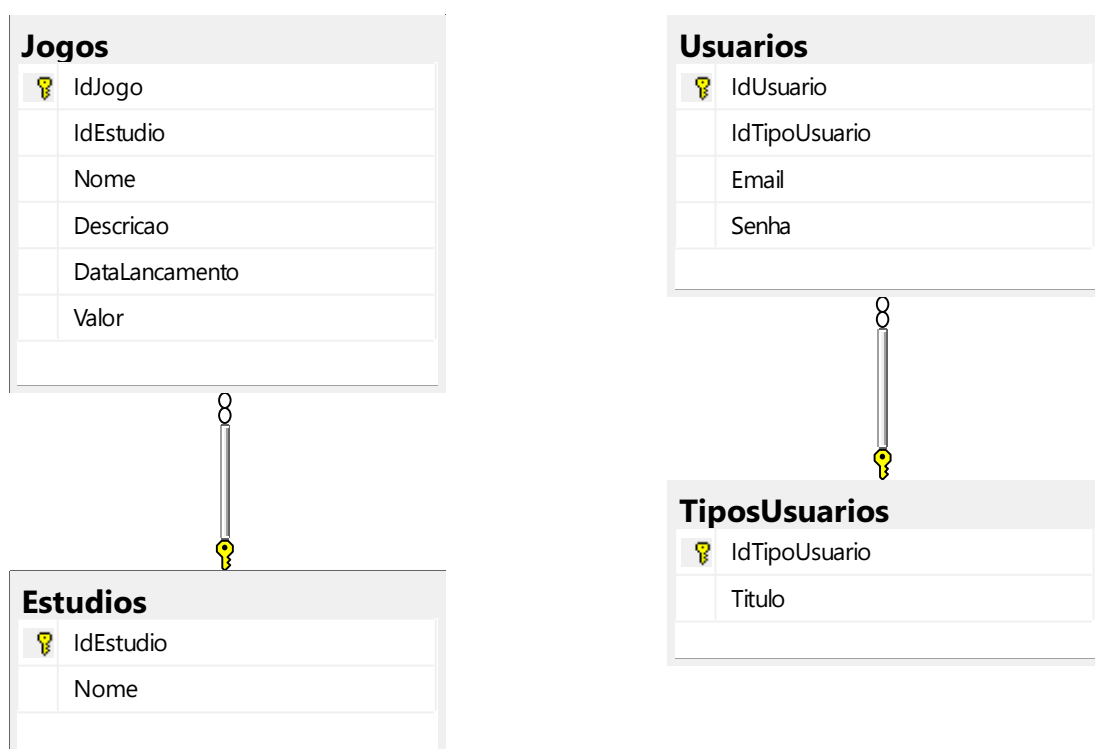 Jogos
IdJogo
IdEstudio
Nome
Descricao
DataLancamento
Valor
Estudios
IdEstudio
Nome
Usuarios
IdUsuario
IdTipoUsuario
Email
Senha
TiposUsuarios
IdTipoUsuario
Titulo